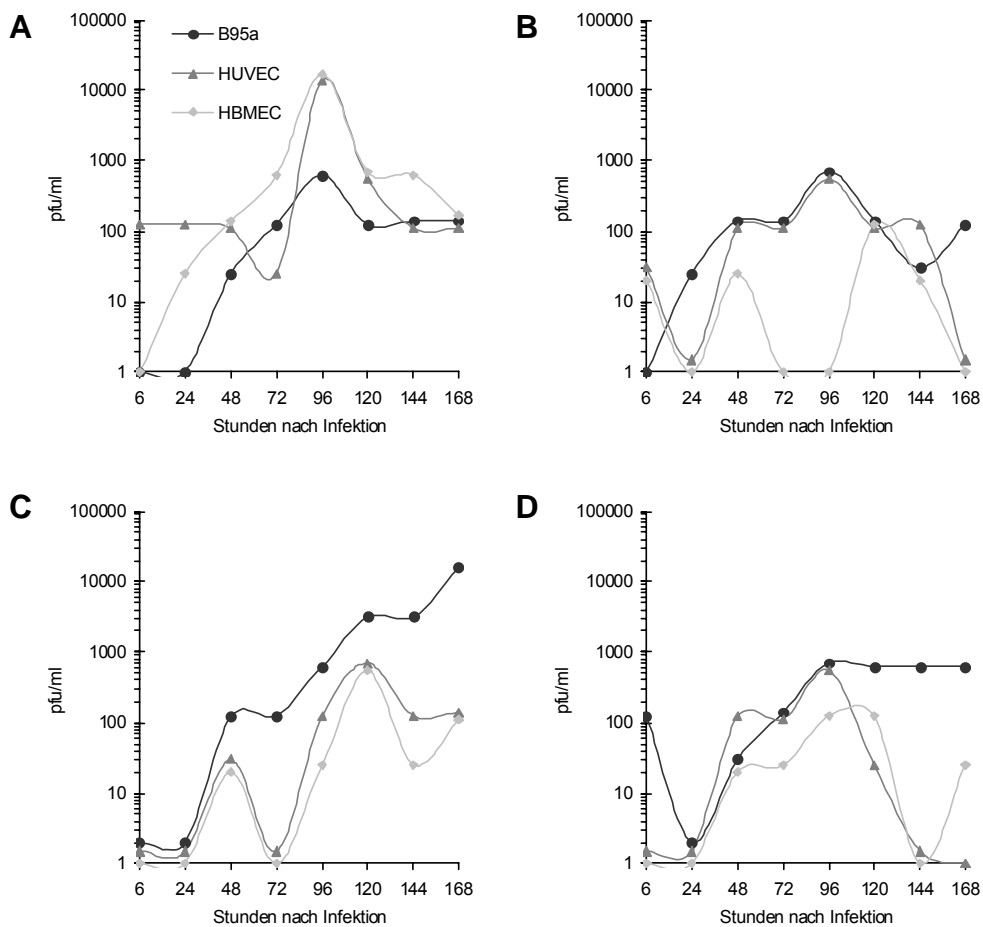 A
B95a
HUVEC
HBMEC
pfu/ml
100000
10000
1000
100
10
1
6 24 48 72 96 120 144 168
Stunden nach Infektion
B
pfu/ml
100000
10000
1000
100
10
1
6 24 48 72 96 120 144 168
Stunden nach Infektion
C
pfu/ml
100000
10000
1000
100
10
1
6 24 48 72 96 120 144 168
Stunden nach Infektion
D
pfu/ml
100000
10000
1000
100
10
1
6 24 48 72 96 120 144 168
Stunden nach Infektion